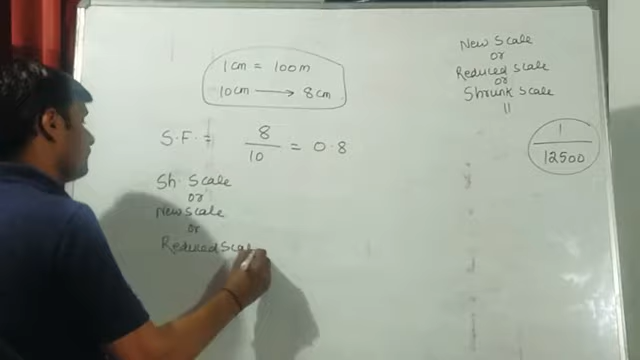 1cm = 100m
10cm → 8cm
S.F. = 8/10 = 0.8
Sh. Scale
or
New Scale
or
Reduced Scale
New Scale
or
Reduced Scale
or
Shrunk Scale
||
1/12500